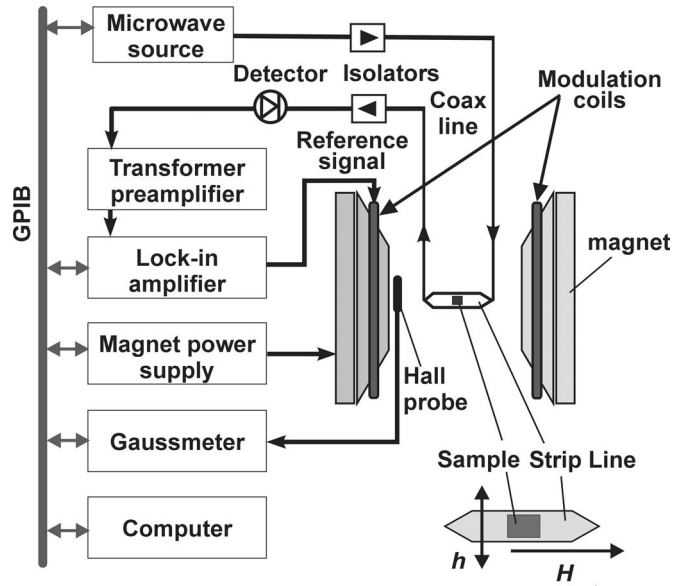 Microwave
source
Detector
Isolators
Coax
line
Modulation
coils
Reference
signal
Transformer
preamplifier
GPIB
Lock-in
amplifier
magnet
Magnet power
supply
Hall
probe
Gaussmeter
Sample
Strip Line
Computer
h
H